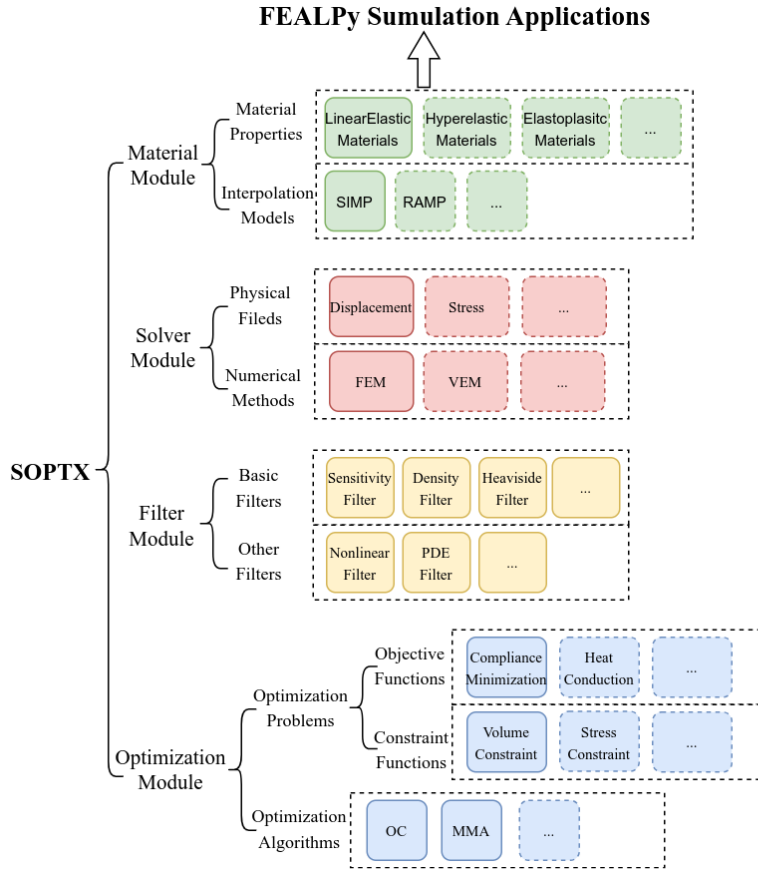 FEALPy Sumulation Applications
Material
Properties
LinearElastic
Materials
Hyperelastic
Materials
Elastoplasitc
Materials
...
Material
Module
Interpolation
Models
SIMP
RAMP
...
Physical
Fileds
Displacement
Stress
...
Solver
Module
Numerical
Methods
FEM
VEM
...
SOPTX
Basic
Filters
Sensitivity
Filter
Density
Filter
Heaviside
Filter
...
Filter
Module
Other
Filters
Nonlinear
Filter
PDE
Filter
...
Objective
Functions
Compliance
Minimization
Heat
Conduction
...
Optimization
Problems
Constraint
Functions
Volume
Constraint
Stress
Constraint
...
Optimization
Module
Optimization
Algorithms
OC
MMA
...